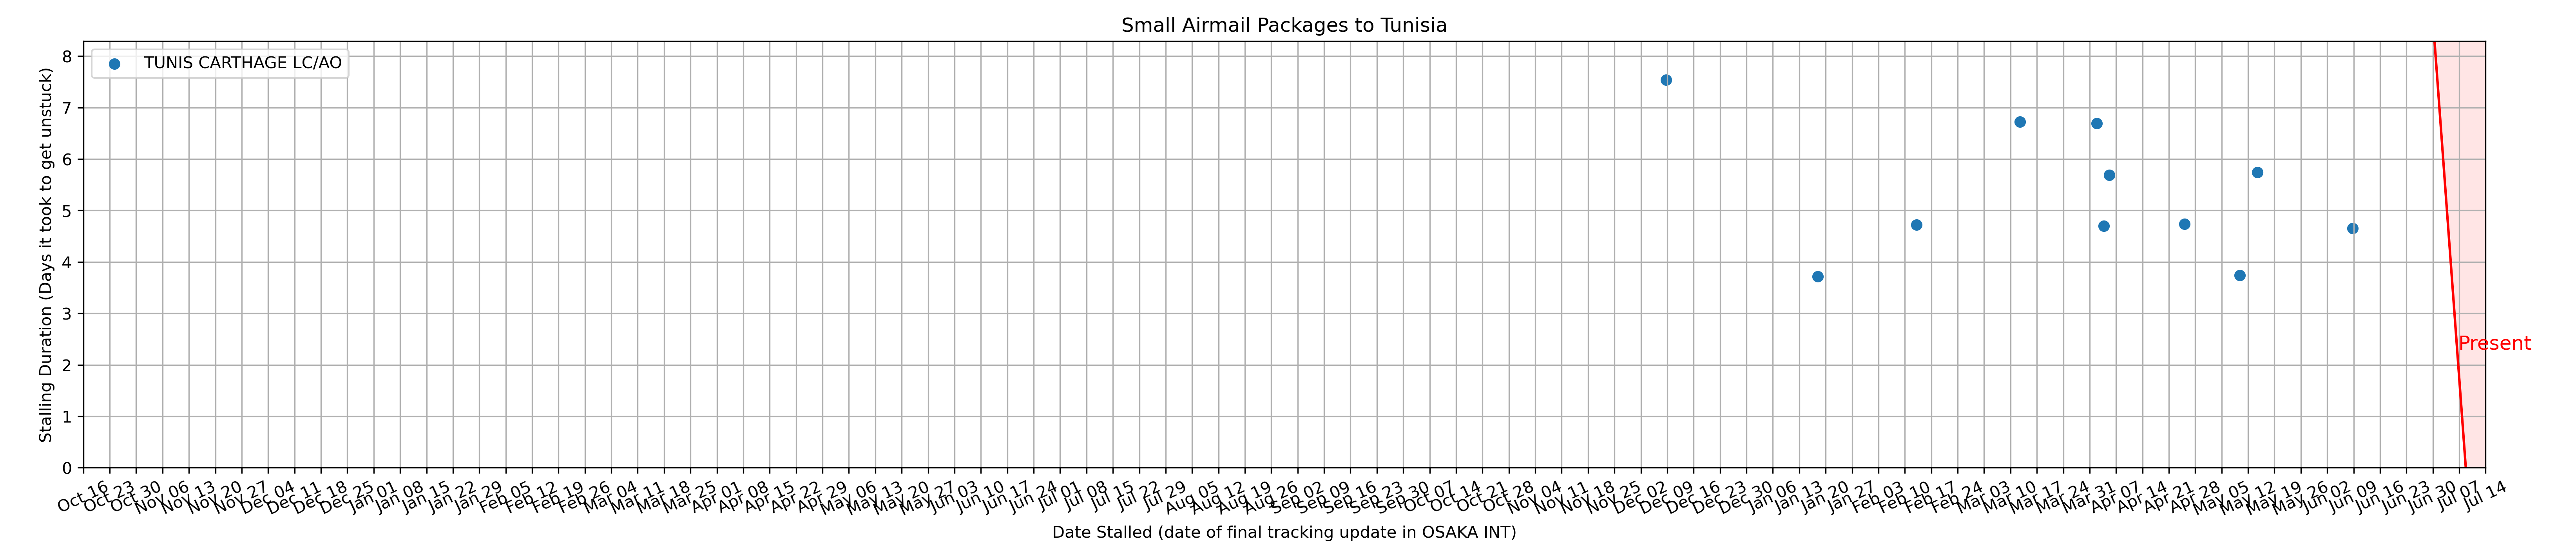 Small Airmail Packages to Tunisia
TUNIS CARTHAGE LC/AO
Stalling Duration (Days it took to get unstuck)
8
7
6
5
4
3
2
1
0
Present
Oct 16
Oct 23
Oct 30
Nov 06
Nov 13
Nov 20
Nov 27
Dec 04
Dec 11
Dec 18
Dec 25
Jan 01
Jan 08
Jan 15
Jan 22
Jan 29
Feb 05
Feb 12
Feb 19
Feb 26
Mar 04
Mar 11
Mar 18
Mar 25
Apr 01
Apr 08
Apr 15
Apr 22
Apr 29
May 06
May 13
May 20
May 27
Jun 03
Jun 10
Jun 17
Jun 24
Jul 01
Jul 08
Jul 15
Jul 22
Jul 29
Aug 05
Aug 12
Aug 19
Aug 26
Sep 02
Sep 09
Sep 16
Sep 23
Sep 30
Oct 07
Oct 14
Oct 21
Oct 28
Nov 04
Nov 11
Nov 18
Nov 25
Dec 02
Dec 09
Dec 16
Dec 23
Dec 30
Jan 06
Jan 13
Jan 20
Jan 27
Feb 03
Feb 10
Feb 17
Feb 24
Mar 03
Mar 10
Mar 17
Mar 24
Mar 31
Apr 07
Apr 14
Apr 21
Apr 28
May 05
May 12
May 19
May 26
Jun 02
Jun 09
Jun 16
Jun 23
Jun 30
Jul 07
Jul 14
Date Stalled (date of final tracking update in OSAKA INT)